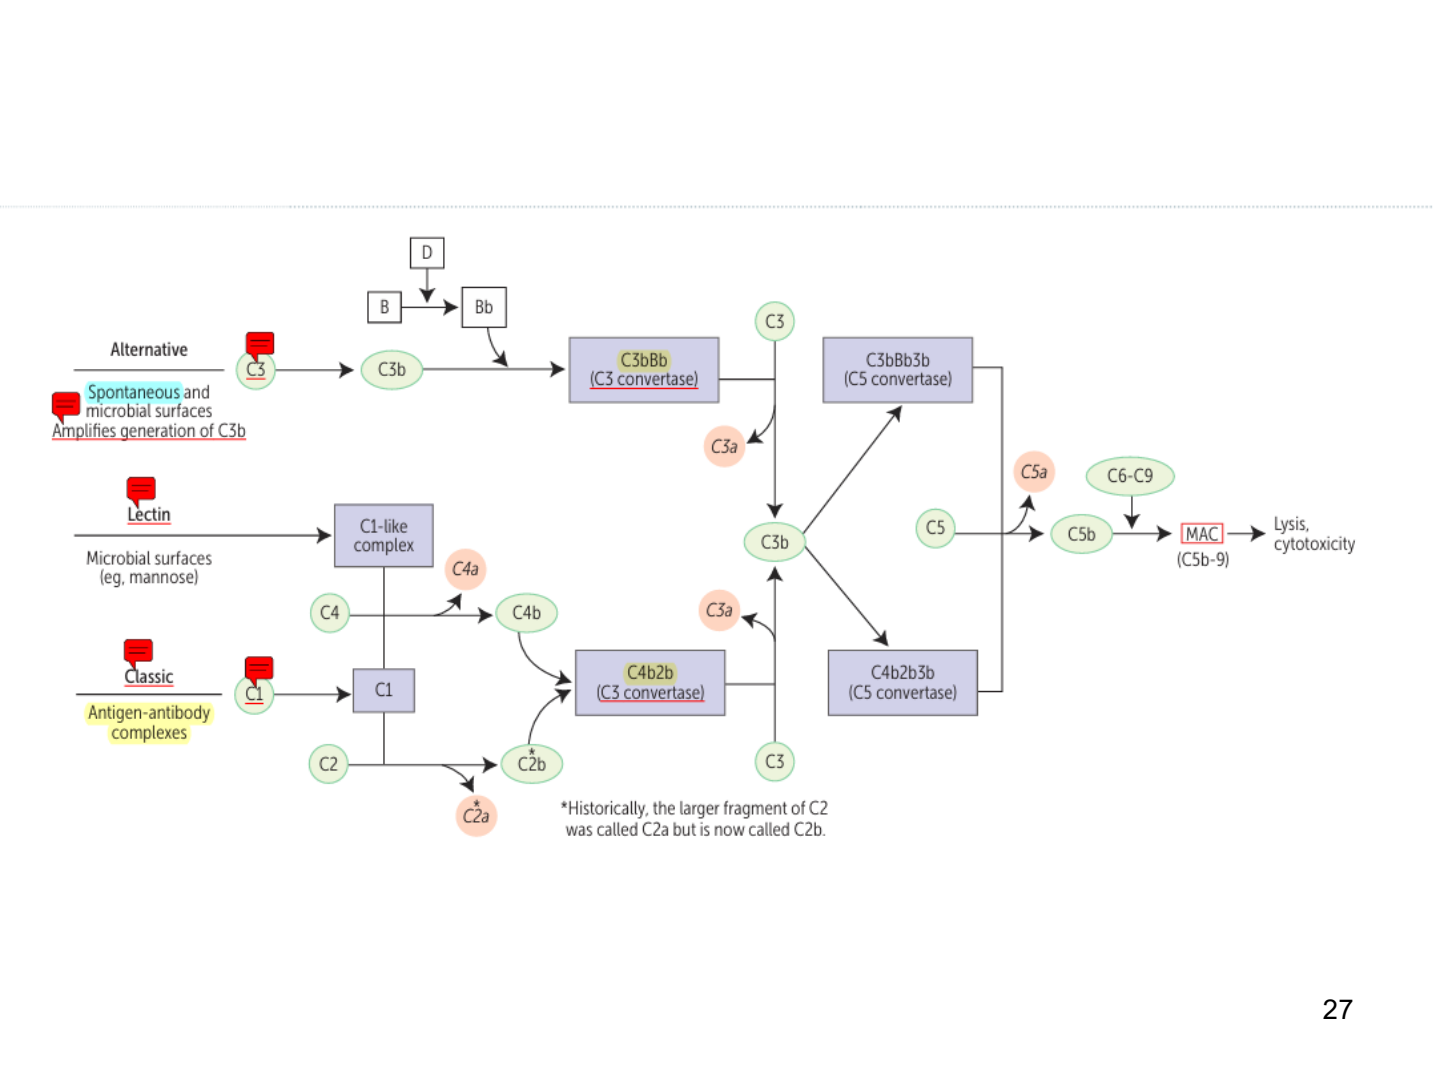 D
B
Bb
C3
Alternative
C3
C3b
C3bBb
(C3 convertase)
C3bBb3b
(C5 convertase)
Spontaneous and
microbial surfaces
Amplifies generation of C3b
C3a
C5a
C6-C9
Lectin
C1-like
complex
C5
C5b
MAC
(C5b-9)
Lysis,
cytotoxicity
C3b
Microbial surfaces
(eg, mannose)
C4a
C4
C4b
C3a
Classic
C1
C1
C4b2b
(C3 convertase)
C4b2b3b
(C5 convertase)
Antigen-antibody
complexes
C2
*
C2b
C3
*
C2a
*Historically, the larger fragment of C2
was called C2a but is now called C2b.
27